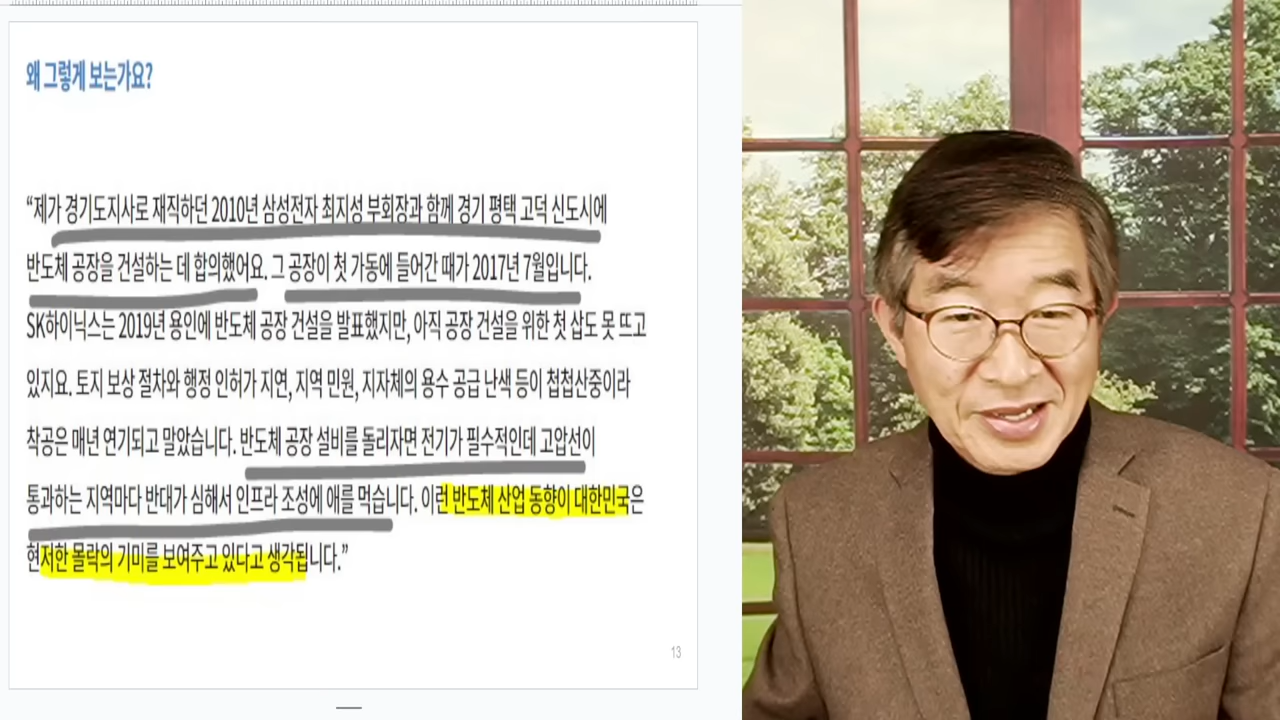 왜 그렇게 보는가요?
“제가 경기도지사로 재직하던 2010년 삼성전자 최지성 부회장과 함께 경기 평택 고덕 신도시에
반도체 공장을 건설하는 데 합의했어요. 그 공장이 첫 가동에 들어간 때가 2017년 7월입니다.
SK하이닉스는 2019년 용인에 반도체 공장 건설을 발표했지만, 아직 공장 건설을 위한 첫 삽도 못 뜨고
있지요. 토지 보상 절차와 행정 인허가 지연, 지역 민원, 지자체의 용수 공급 난색 등이 첩첩산중이라
착공은 매년 연기되고 말았습니다. 반도체 공장 설비를 돌리자면 전기가 필수적인데 고압선이
통과하는 지역마다 반대가 심해서 인프라 조성에 애를 먹습니다. 이런 반도체 산업 동향이 대한민국은
현저한 몰락의 기미를 보여주고 있다고 생각됩니다.”
13